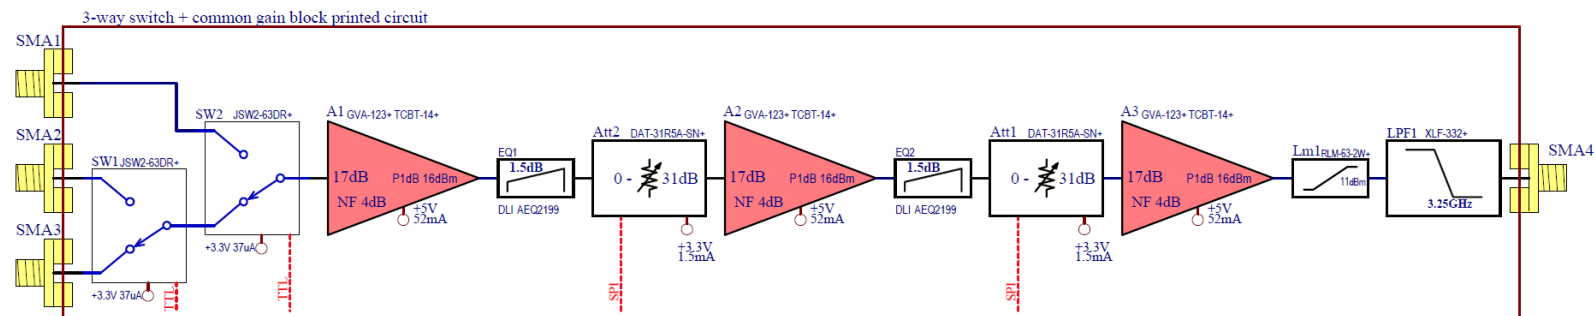 3-way switch + common gain block printed circuit
SMA1
SMA2
SMA3
SW1 JSW2-63DR+
+3.3V 37uA
TTL
SW2 JSW2-63DR+
+3.3V 37uA
TTL
A1 GVA-123+ TCBT-14+
17dB
P1dB 16dBm
NF 4dB
+5V
52mA
EQ1
1.5dB
DLI AEQ2199
Att2 DAT-31R5A-SN+
0 - 31dB
+3.3V
1.5mA
SPI
A2 GVA-123+ TCBT-14+
17dB
P1dB 16dBm
NF 4dB
+5V
52mA
EQ2
1.5dB
DLI AEQ2199
Att1 DAT-31R5A-SN+
0 - 31dB
+3.3V
1.5mA
SPI
A3 GVA-123+ TCBT-14+
17dB
P1dB 16dBm
NF 4dB
+5V
52mA
Lm1 RLM-63-2W+
11dBm
LPF1 XLF-332+
3.25GHz
SMA4